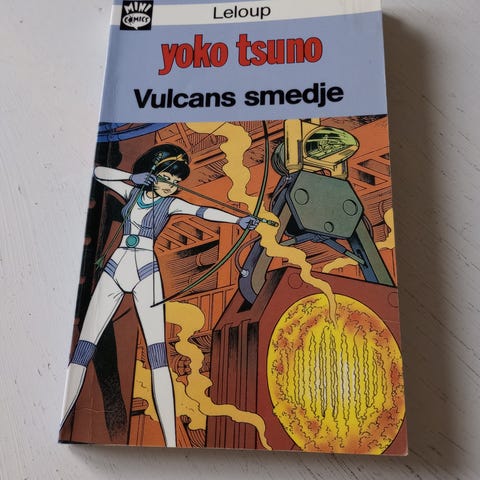 MINI
COMICS
Leloup
yoko tsuno
Vulcans smedje